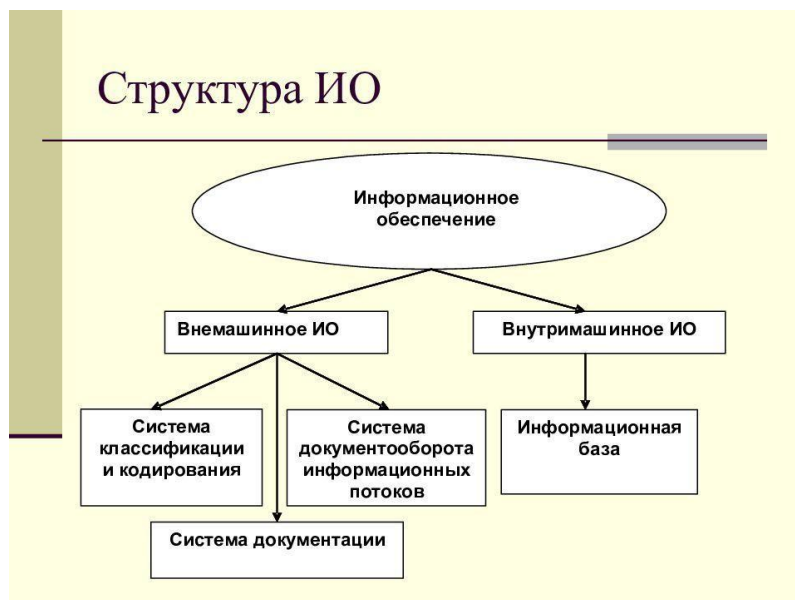 Структура ИО
Информационное
обеспечение
Внемашинное ИО
Внутримашинное ИО
Система
классификации
и кодирования
Система
документооборота
информационных
потоков
Информационная
база
Система документации